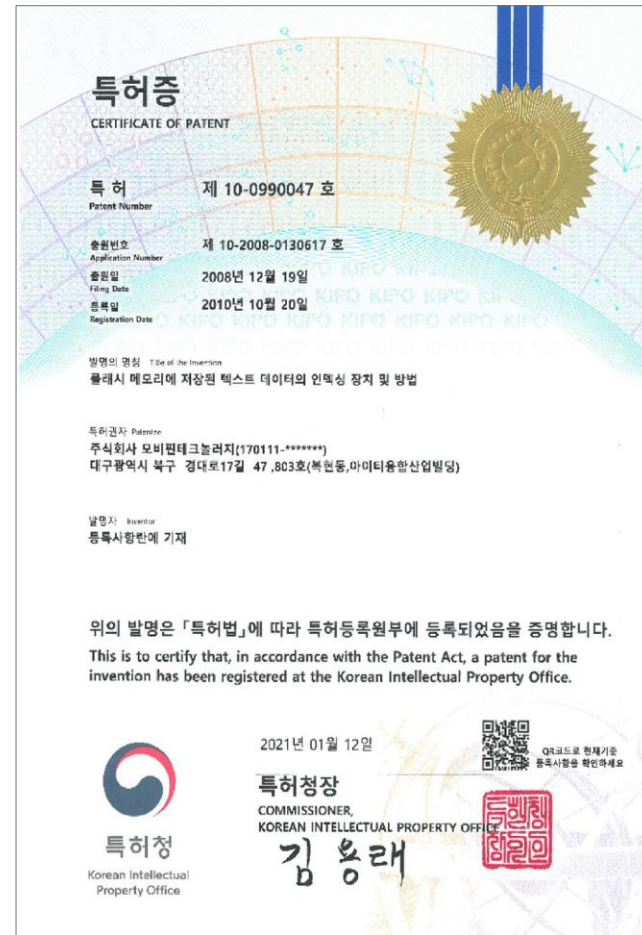 특허증
CERTIFICATE OF PATENT
특 허 제 10-0990047 호
Patent Number
출원번호 제 10-2008-0130617 호
Application Number
출원일 2008년 12월 19일
Filing Date
등록일 2010년 10월 20일
Registration Date
발명의 명칭 Title of the Invention
플래시 메모리에 저장된 텍스트 데이터의 인덱싱 장치 및 방법
특허권자 Patentee
주식회사 모비핀테크놀러지(170111-*******)
대구광역시 북구 경대로17길 47 ,803호(복현동,아이티융합산업빌딩)
발명자 Inventor
등록사항란에 기재
위의 발명은 「특허법」에 따라 특허등록원부에 등록되었음을 증명합니다.
This is to certify that, in accordance with the Patent Act, a patent for the
invention has been registered at the Korean Intellectual Property Office.
2021년 01월 12일
QR코드로 현재기준
등록사항을 확인하세요
특허청장
COMMISSIONER,
KOREAN INTELLECTUAL PROPERTY OFFICE
김용래
특허청
Korean Intellectual
Property Office